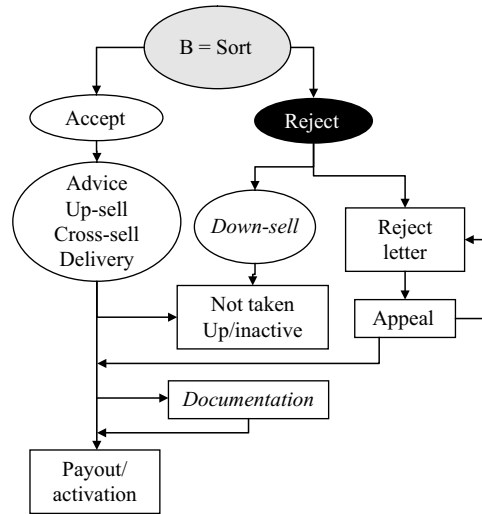 B = Sort
Accept
Reject
Advice
Up-sell
Cross-sell
Delivery
Down-sell
Reject
letter
Not taken
Up/inactive
Appeal
Documentation
Payout/
activation